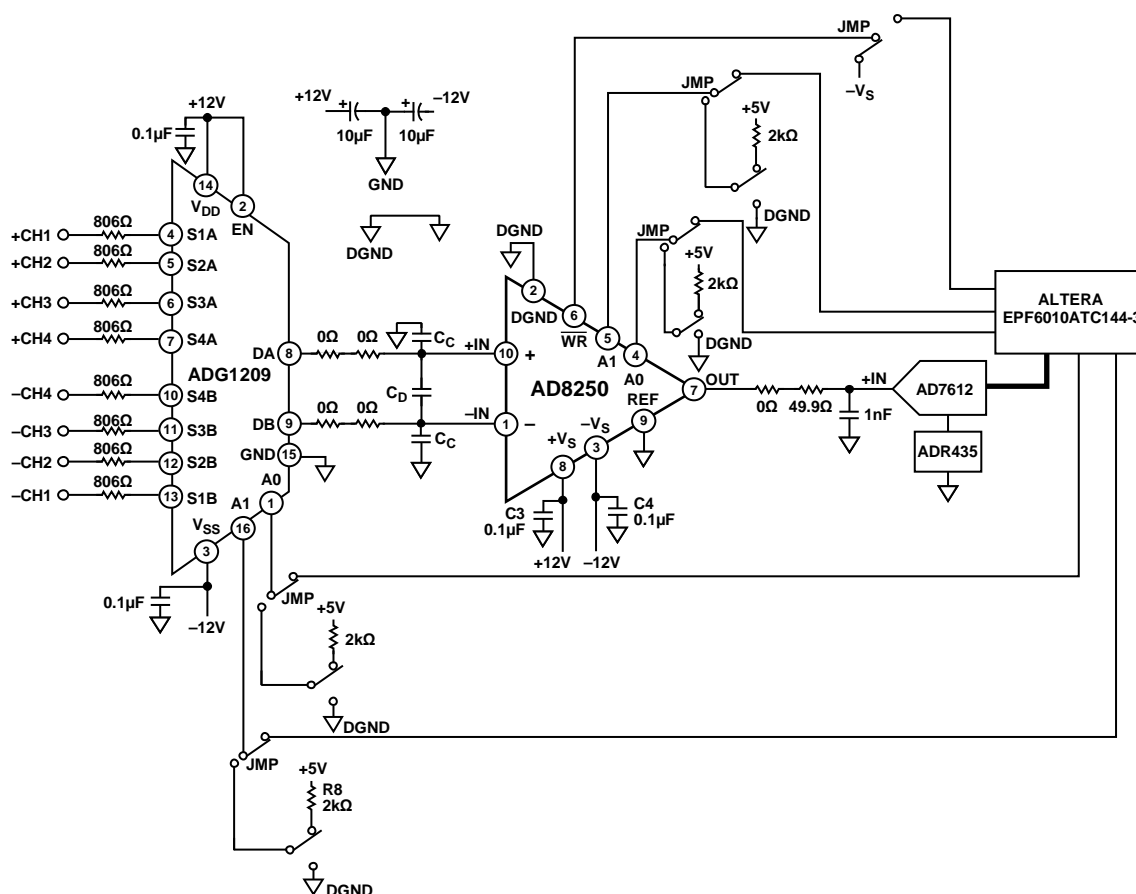 JMP
–VS
JMP
+5V
2kΩ
DGND
+12V
0.1µF
+12V
+
10µF
+
10µF
–12V
GND
DGND
14
VDD
2
EN
+CH1
806Ω
4
S1A
+CH2
806Ω
5
S2A
+CH3
806Ω
6
S3A
+CH4
806Ω
7
S4A
ADG1209
–CH4
806Ω
10
S4B
–CH3
806Ω
11
S3B
–CH2
806Ω
12
S2B
–CH1
806Ω
13
S1B
DA
8
DB
9
GND
15
A0
1
A1
16
VSS
3
0.1µF
–12V
0Ω
0Ω
0Ω
0Ω
CC
CD
CC
+IN
–IN
DGND
2
DGND
6
WR
5
A1
4
A0
10
+
1
–
AD8250
7
OUT
REF
9
–VS
3
+VS
8
C3
0.1µF
C4
0.1µF
+12V
–12V
JMP
+5V
2kΩ
DGND
0Ω
49.9Ω
+IN
1nF
AD7612
ADR435
ALTERA
EPF6010ATC144-3
JMP
+5V
2kΩ
DGND
JMP
+5V
R8
2kΩ
DGND